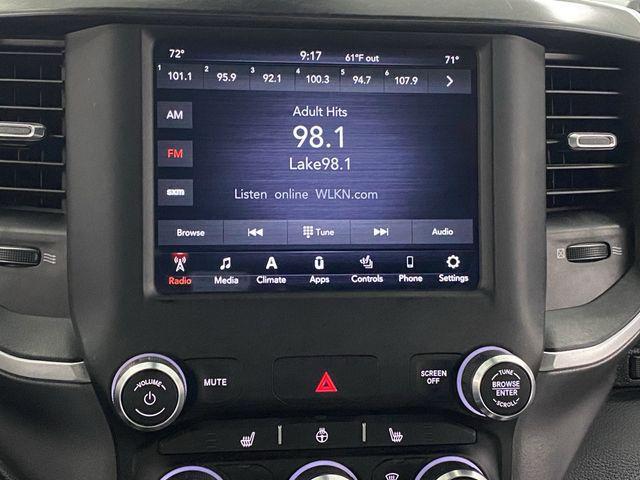 72° 9:17 61°F out 71°
1 101.1 2 95.9 3 92.1 4 100.3 5 94.7 6 107.9
AM
FM
sxm
Adult Hits
98.1
Lake98.1
Listen online WLKN.com
Browse Tune Audio
Radio Media Climate Apps Controls Phone Settings
VOLUME
MUTE
SCREEN
OFF
TUNE
BROWSE
ENTER
SCROLL